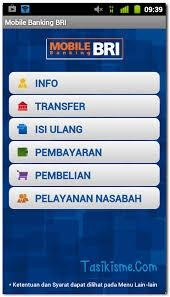 09:39
Mobile Banking BRI
MOBILE
Banking
BRI
INFO
TRANSFER
ISI ULANG
PEMBAYARAN
PEMBELIAN
PELAYANAN NASABAH
Tasikisme.Com
* Ketentuan dan Syarat dapat dilihat pada Menu Lain-lain